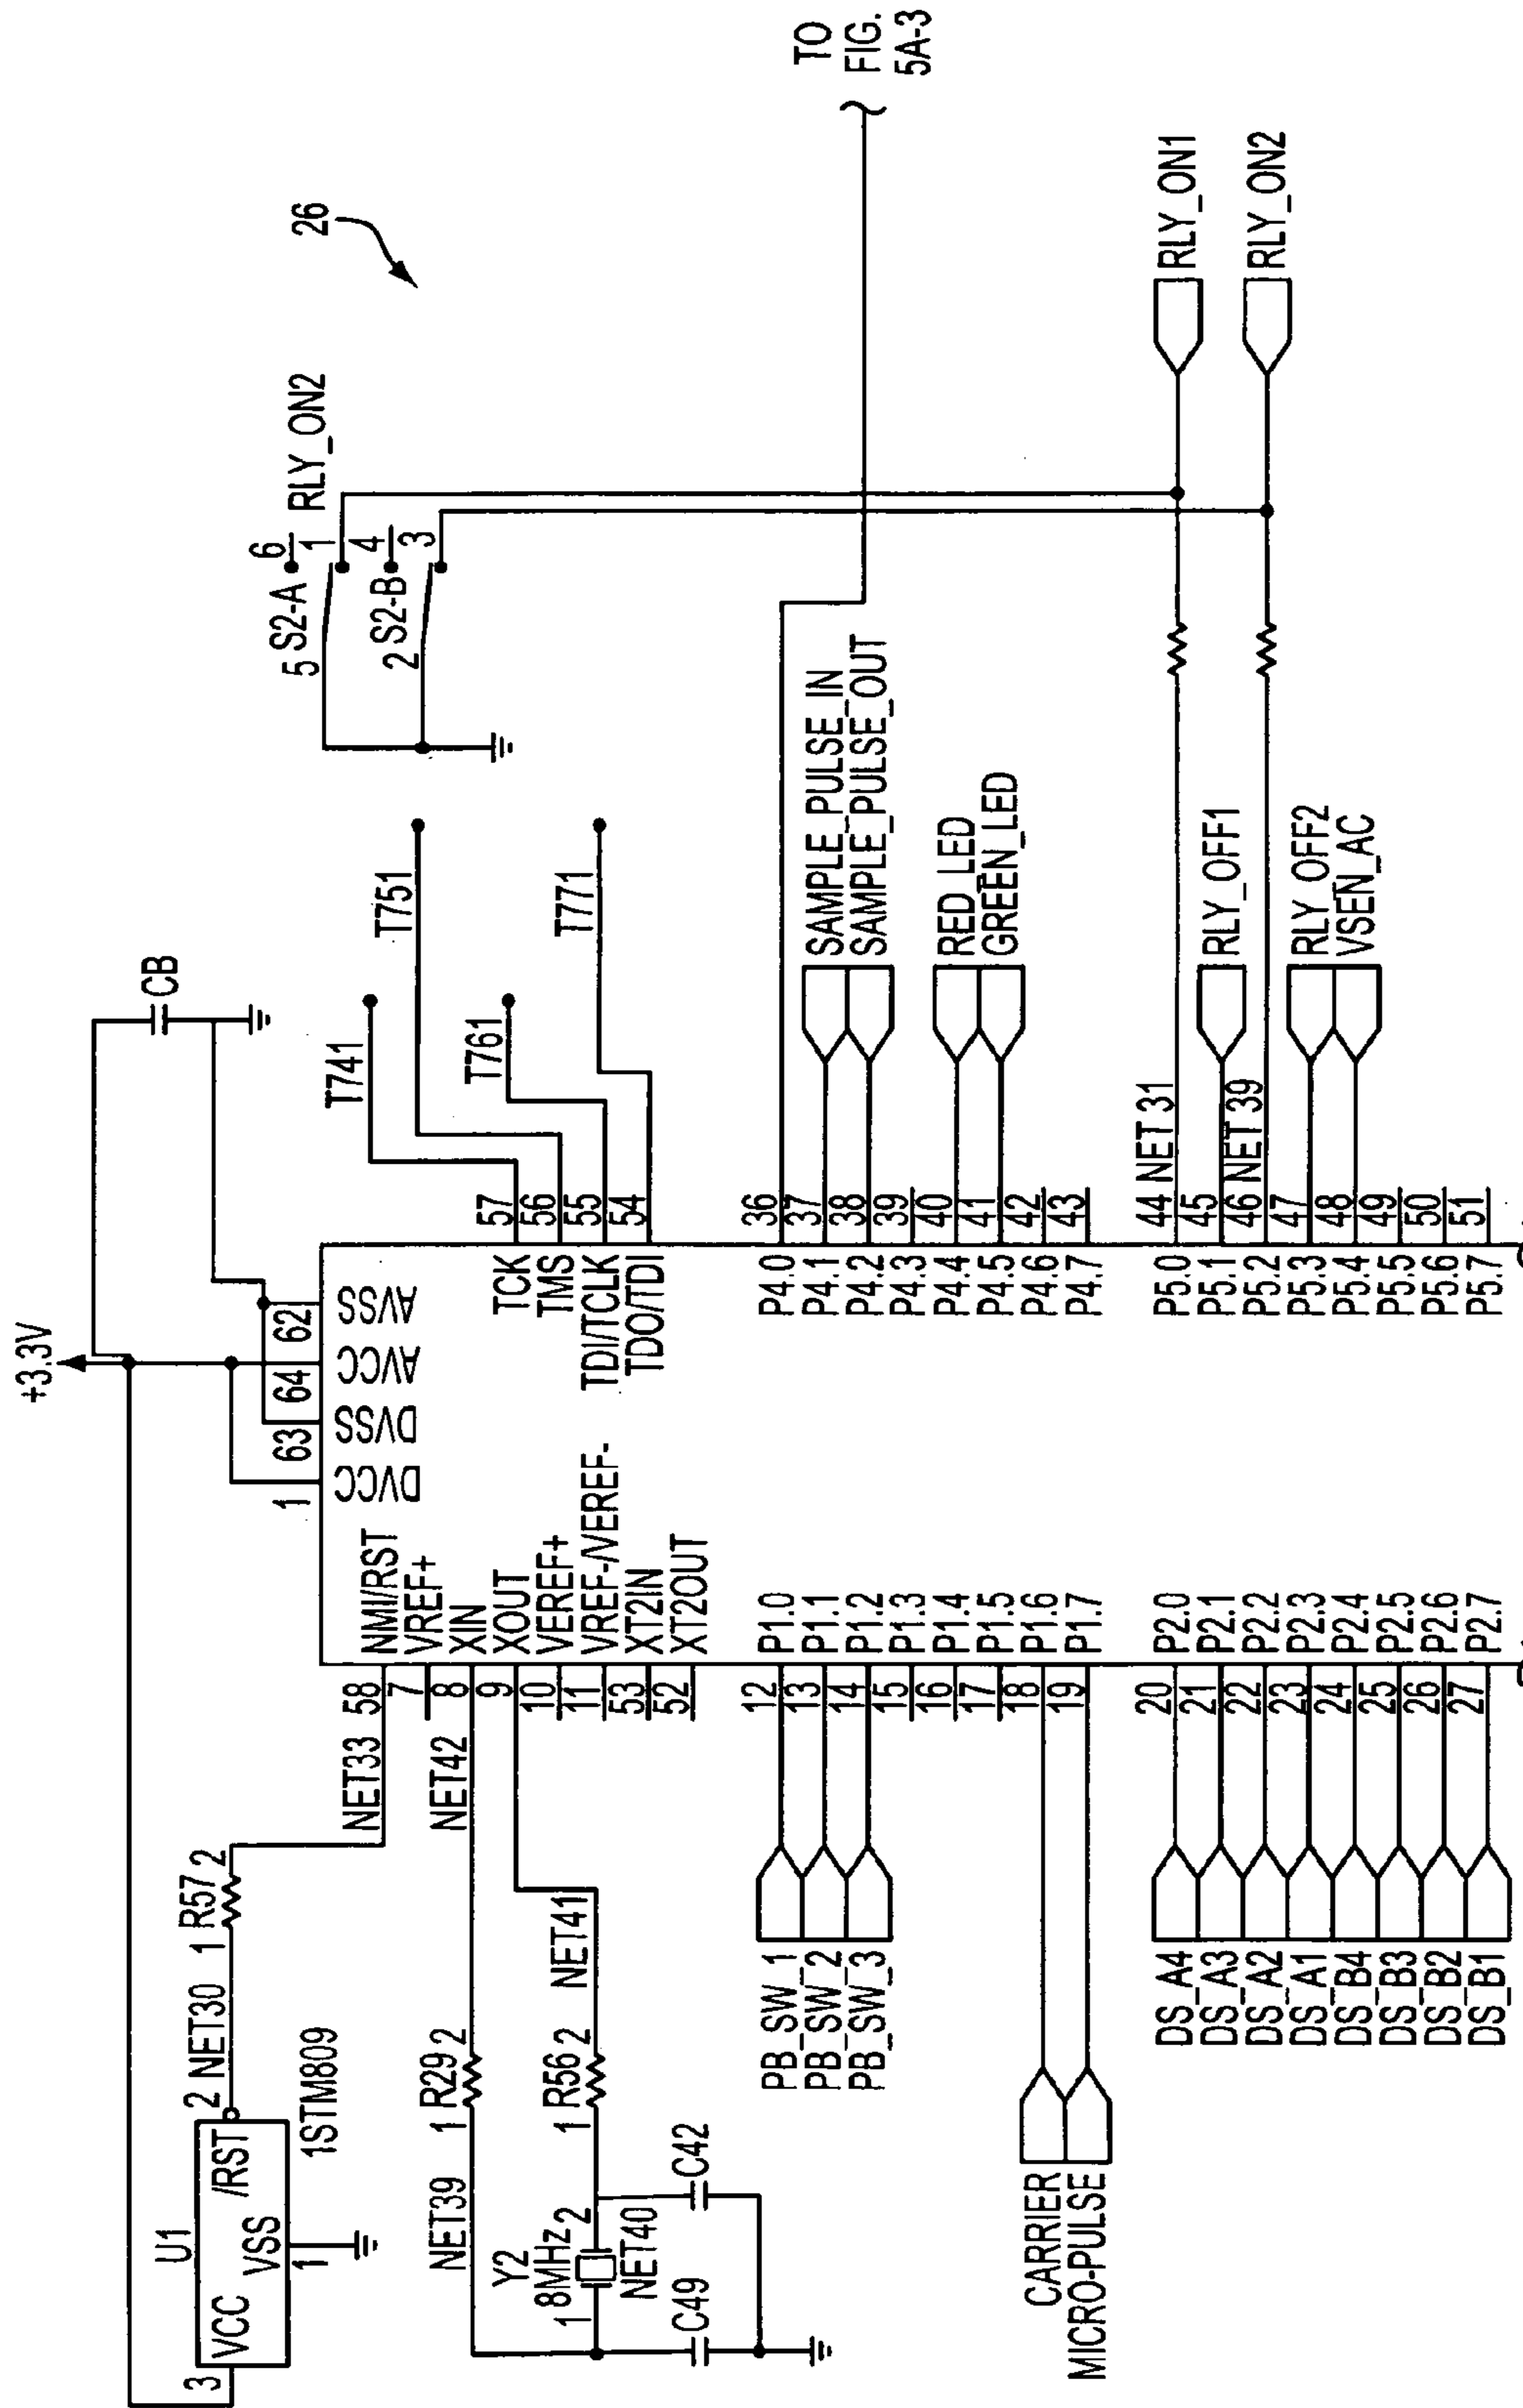 +3.3V
CB
26
U1
VCC
/RST
VSS
3
1
2
NET30
1STM809
1
R57
2
NET33
58
NMI/RST
7
VREF+
NET42
8
XIN
9
XOUT
10
VEREF+
11
VREF-/VEREF-
53
XT2IN
52
XT2OUT
NET39
1
R29
2
Y2
8MHz
1
2
NET40
1
R56
2
NET41
C49
C42
1
DVCC
63
DVSS
64
AVCC
62
AVSS
TCK
57
T741
TMS
56
T751
TDI/TCLK
55
T761
TDO/TDI
54
T771
5
S2-A
6
1
RLY_ON2
2
S2-B
4
3
PB_SW_1
12
P1.0
PB_SW_2
13
P1.1
PB_SW_3
14
P1.2
15
P1.3
16
P1.4
17
P1.5
CARRIER
18
P1.6
MICRO-PULSE
19
P1.7
DS_A4
20
P2.0
DS_A3
21
P2.1
DS_A2
22
P2.2
DS_A1
23
P2.3
DS_B4
24
P2.4
DS_B3
25
P2.5
DS_B2
26
P2.6
DS_B1
27
P2.7
P4.0
36
TO
FIG.
5A-3
P4.1
37
SAMPLE_PULSE_IN
P4.2
38
SAMPLE_PULSE_OUT
P4.3
39
P4.4
40
RED_LED
P4.5
41
GREEN_LED
P4.6
42
P4.7
43
P5.0
44
NET 31
RLY_ON1
P5.1
45
RLY_OFF1
P5.2
46
NET 39
RLY_ON2
P5.3
47
RLY_OFF2
P5.4
48
VSEN_AC
P5.5
49
P5.6
50
P5.7
51